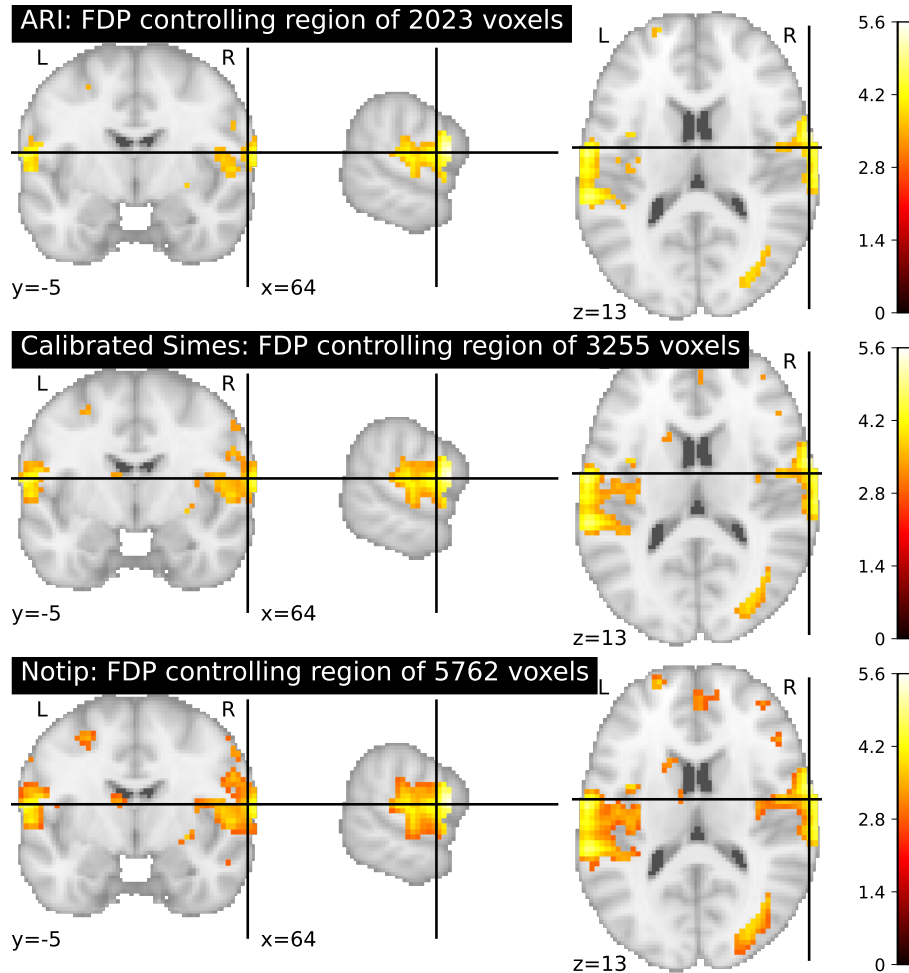 ARI: FDP controlling region of 2023 voxels
L R L R
5.6
4.2
2.8
1.4
0
y=-5 x=64 z=13
Calibrated Simes: FDP controlling region of 3255 voxels
L R R
5.6
4.2
2.8
1.4
0
y=-5 x=64 z=13
Notip: FDP controlling region of 5762 voxels
L R L R
5.6
4.2
2.8
1.4
0
y=-5 x=64 z=13